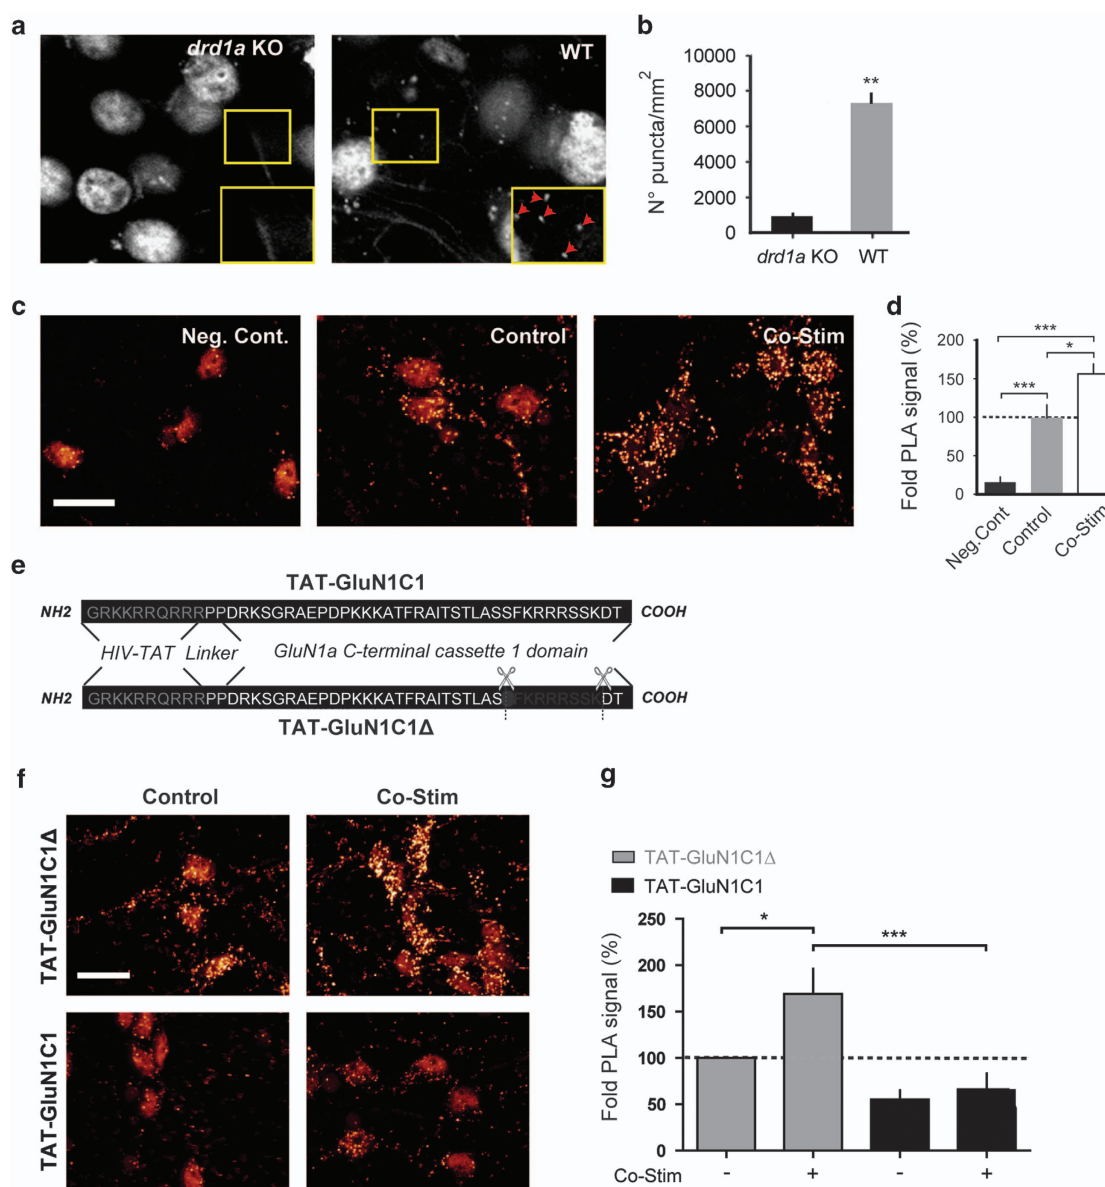 a
drd1a KO
WT
b
N° puncta/mm2
10000
8000
6000
4000
2000
0
**
drd1a KO
WT
c
Neg. Cont.
Control
Co-Stim
d
Fold PLA signal (%)
200
150
100
50
0
***
*
***
Neg.Cont
Control
Co-Stim
e
TAT-GluN1C1
NH2 GRKKRRQRRRPPDRKSGRAEPDPKKKATFRAITSTLASSFKRRRSSKDT COOH
HIV-TAT Linker GluN1a C-terminal cassette 1 domain
NH2 GRKKRRQRRRPPDRKSGRAEPDPKKKATFRAITSTLAS FKRRRSSKDT COOH
TAT-GluN1C1Δ
f
Control
Co-Stim
TAT-GluN1C1Δ
TAT-GluN1C1
g
TAT-GluN1C1Δ
TAT-GluN1C1
Fold PLA signal (%)
250
200
150
100
50
0
*
***
Co-Stim - + - +